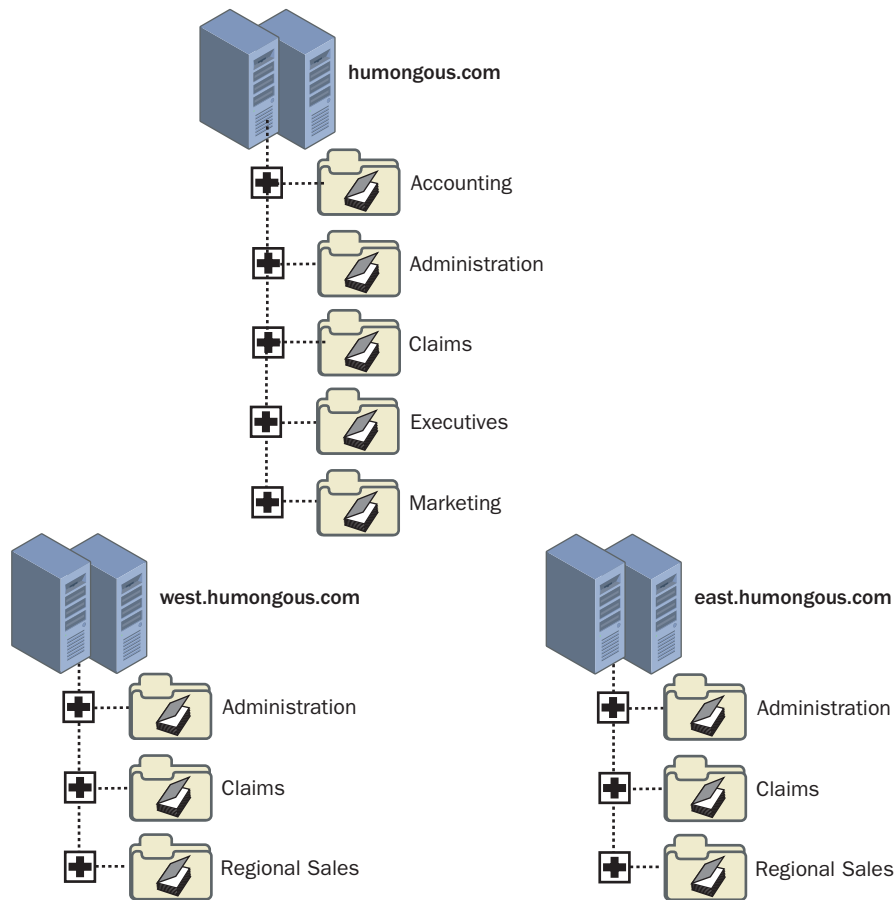 humongous.com
Accounting
Administration
Claims
Executives
Marketing
west.humongous.com
Administration
Claims
Regional Sales
east.humongous.com
Administration
Claims
Regional Sales